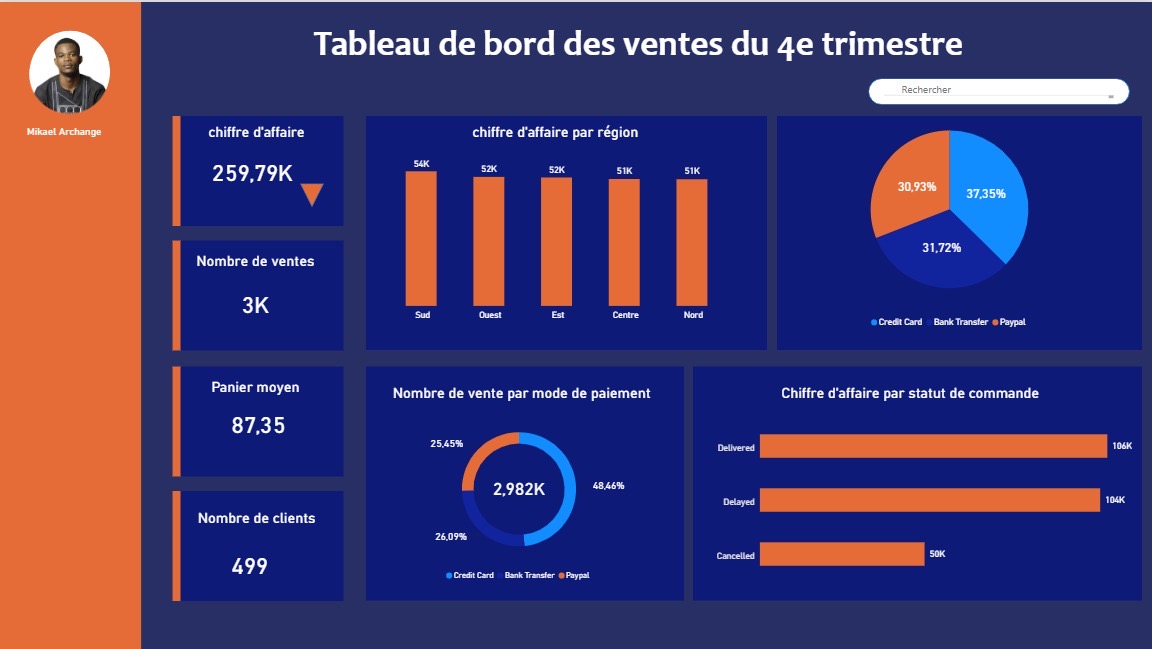 Tableau de bord des ventes du 4e trimestre
Rechercher
Mikael Archange
chiffre d'affaire
259,79K
Nombre de ventes
3K
Panier moyen
87,35
Nombre de clients
499
chiffre d'affaire par région
54K
52K
52K
51K
51K
Sud
Ouest
Est
Centre
Nord
30,93%
37,35%
31,72%
Credit Card
Bank Transfer
Paypal
Nombre de vente par mode de paiement
25,45%
2,982K
48,46%
26,09%
Credit Card
Bank Transfer
Paypal
Chiffre d'affaire par statut de commande
Delivered
106K
Delayed
104K
Cancelled
50K